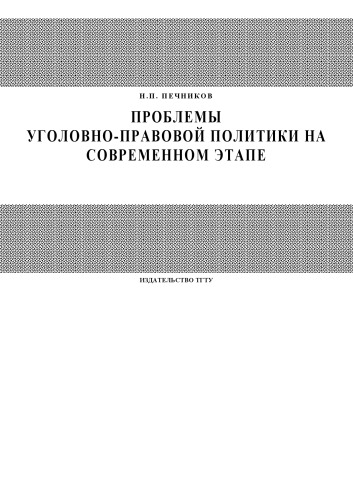 Н.П. ПЕЧНИКОВ
ПРОБЛЕМЫ
УГОЛОВНО-ПРАВОВОЙ ПОЛИТИКИ НА
СОВРЕМЕННОМ ЭТАПЕ
ИЗДАТЕЛЬСТВО ТГТУ